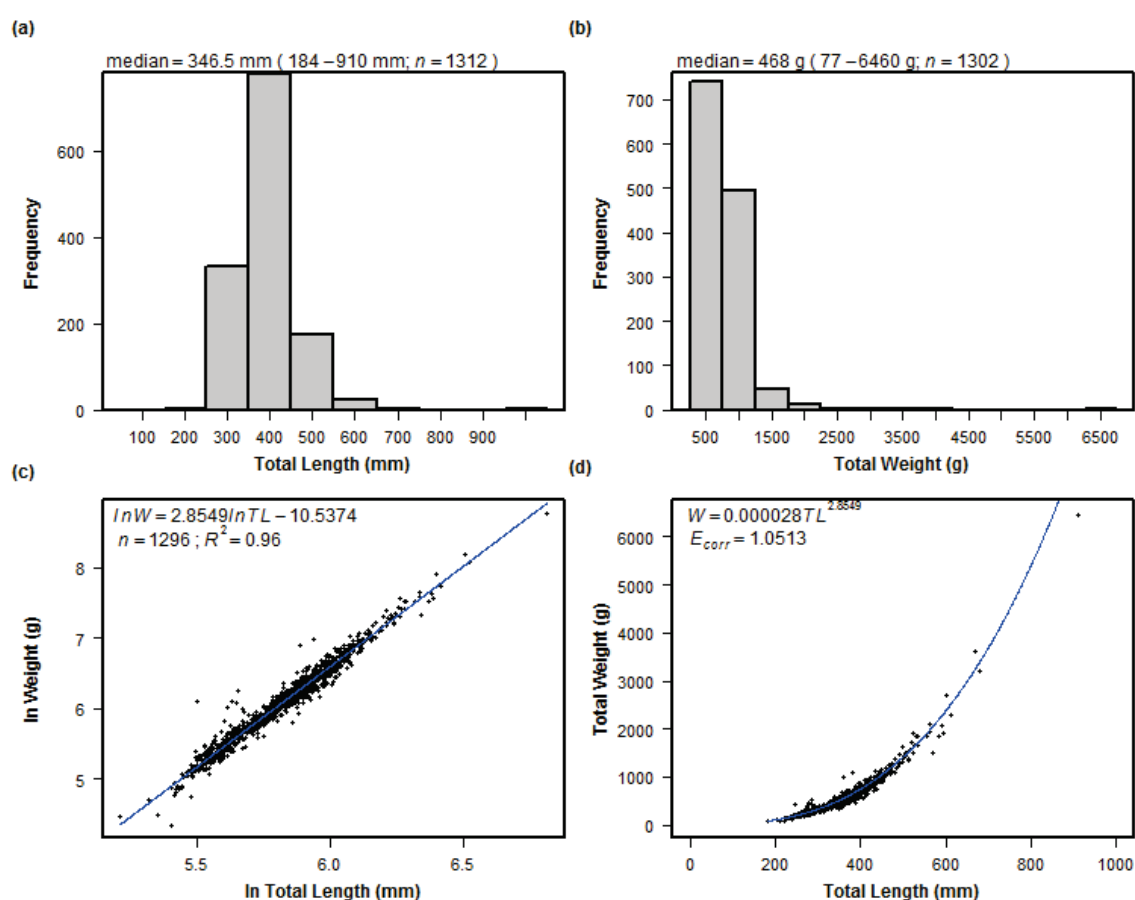 (a)
median = 346.5 mm ( 184 – 910 mm; n = 1312 )
Frequency
600
400
200
0
100 200 300 400 500 600 700 800 900
Total Length (mm)
(b)
median = 468 g ( 77 – 6460 g; n = 1302 )
Frequency
700
600
500
400
300
200
100
0
500 1500 2500 3500 4500 5500 6500
Total Weight (g)
(c)
lnW = 2.8549lnTL – 10.5374
n = 1296 ; R² = 0.96
ln Weight (g)
8
7
6
5
5.5 6.0 6.5
ln Total Length (mm)
(d)
W = 0.000028TL^2.8549
E_corr = 1.0513
Total Weight (g)
6000
5000
4000
3000
2000
1000
0
0 200 400 600 800 1000
Total Length (mm)